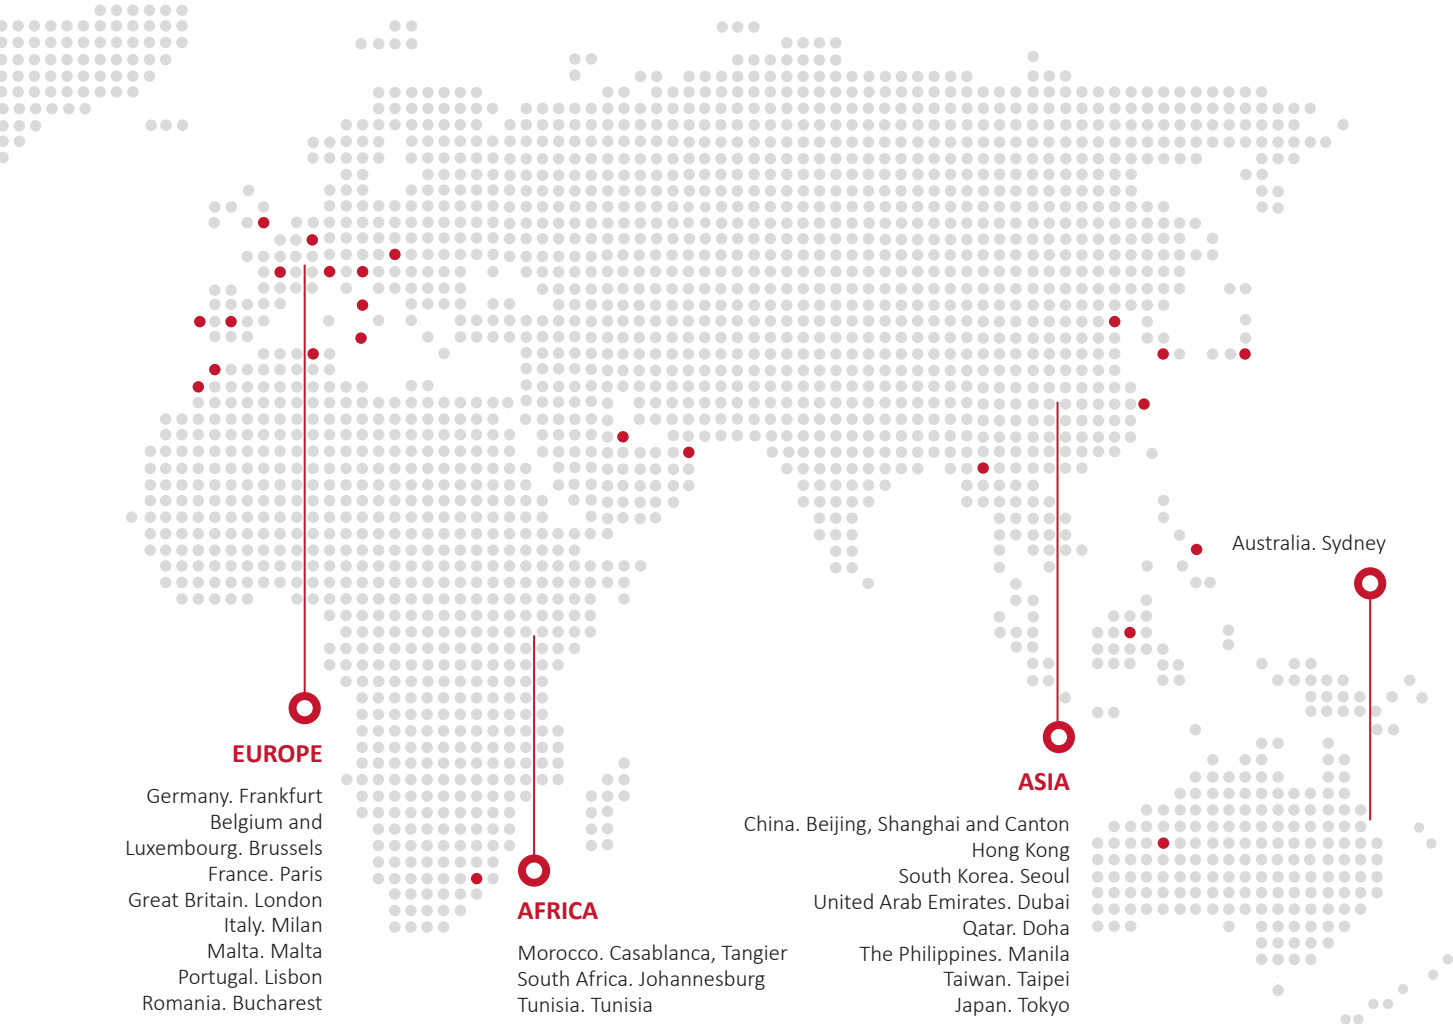 Australia. Sydney
EUROPE
Germany. Frankfurt
Belgium and
Luxembourg. Brussels
France. Paris
Great Britain. London
Italy. Milan
Malta. Malta
Portugal. Lisbon
Romania. Bucharest
AFRICA
Morocco. Casablanca, Tangier
South Africa. Johannesburg
Tunisia. Tunisia
ASIA
China. Beijing, Shanghai and Canton
Hong Kong
South Korea. Seoul
United Arab Emirates. Dubai
Qatar. Doha
The Philippines. Manila
Taiwan. Taipei
Japan. Tokyo